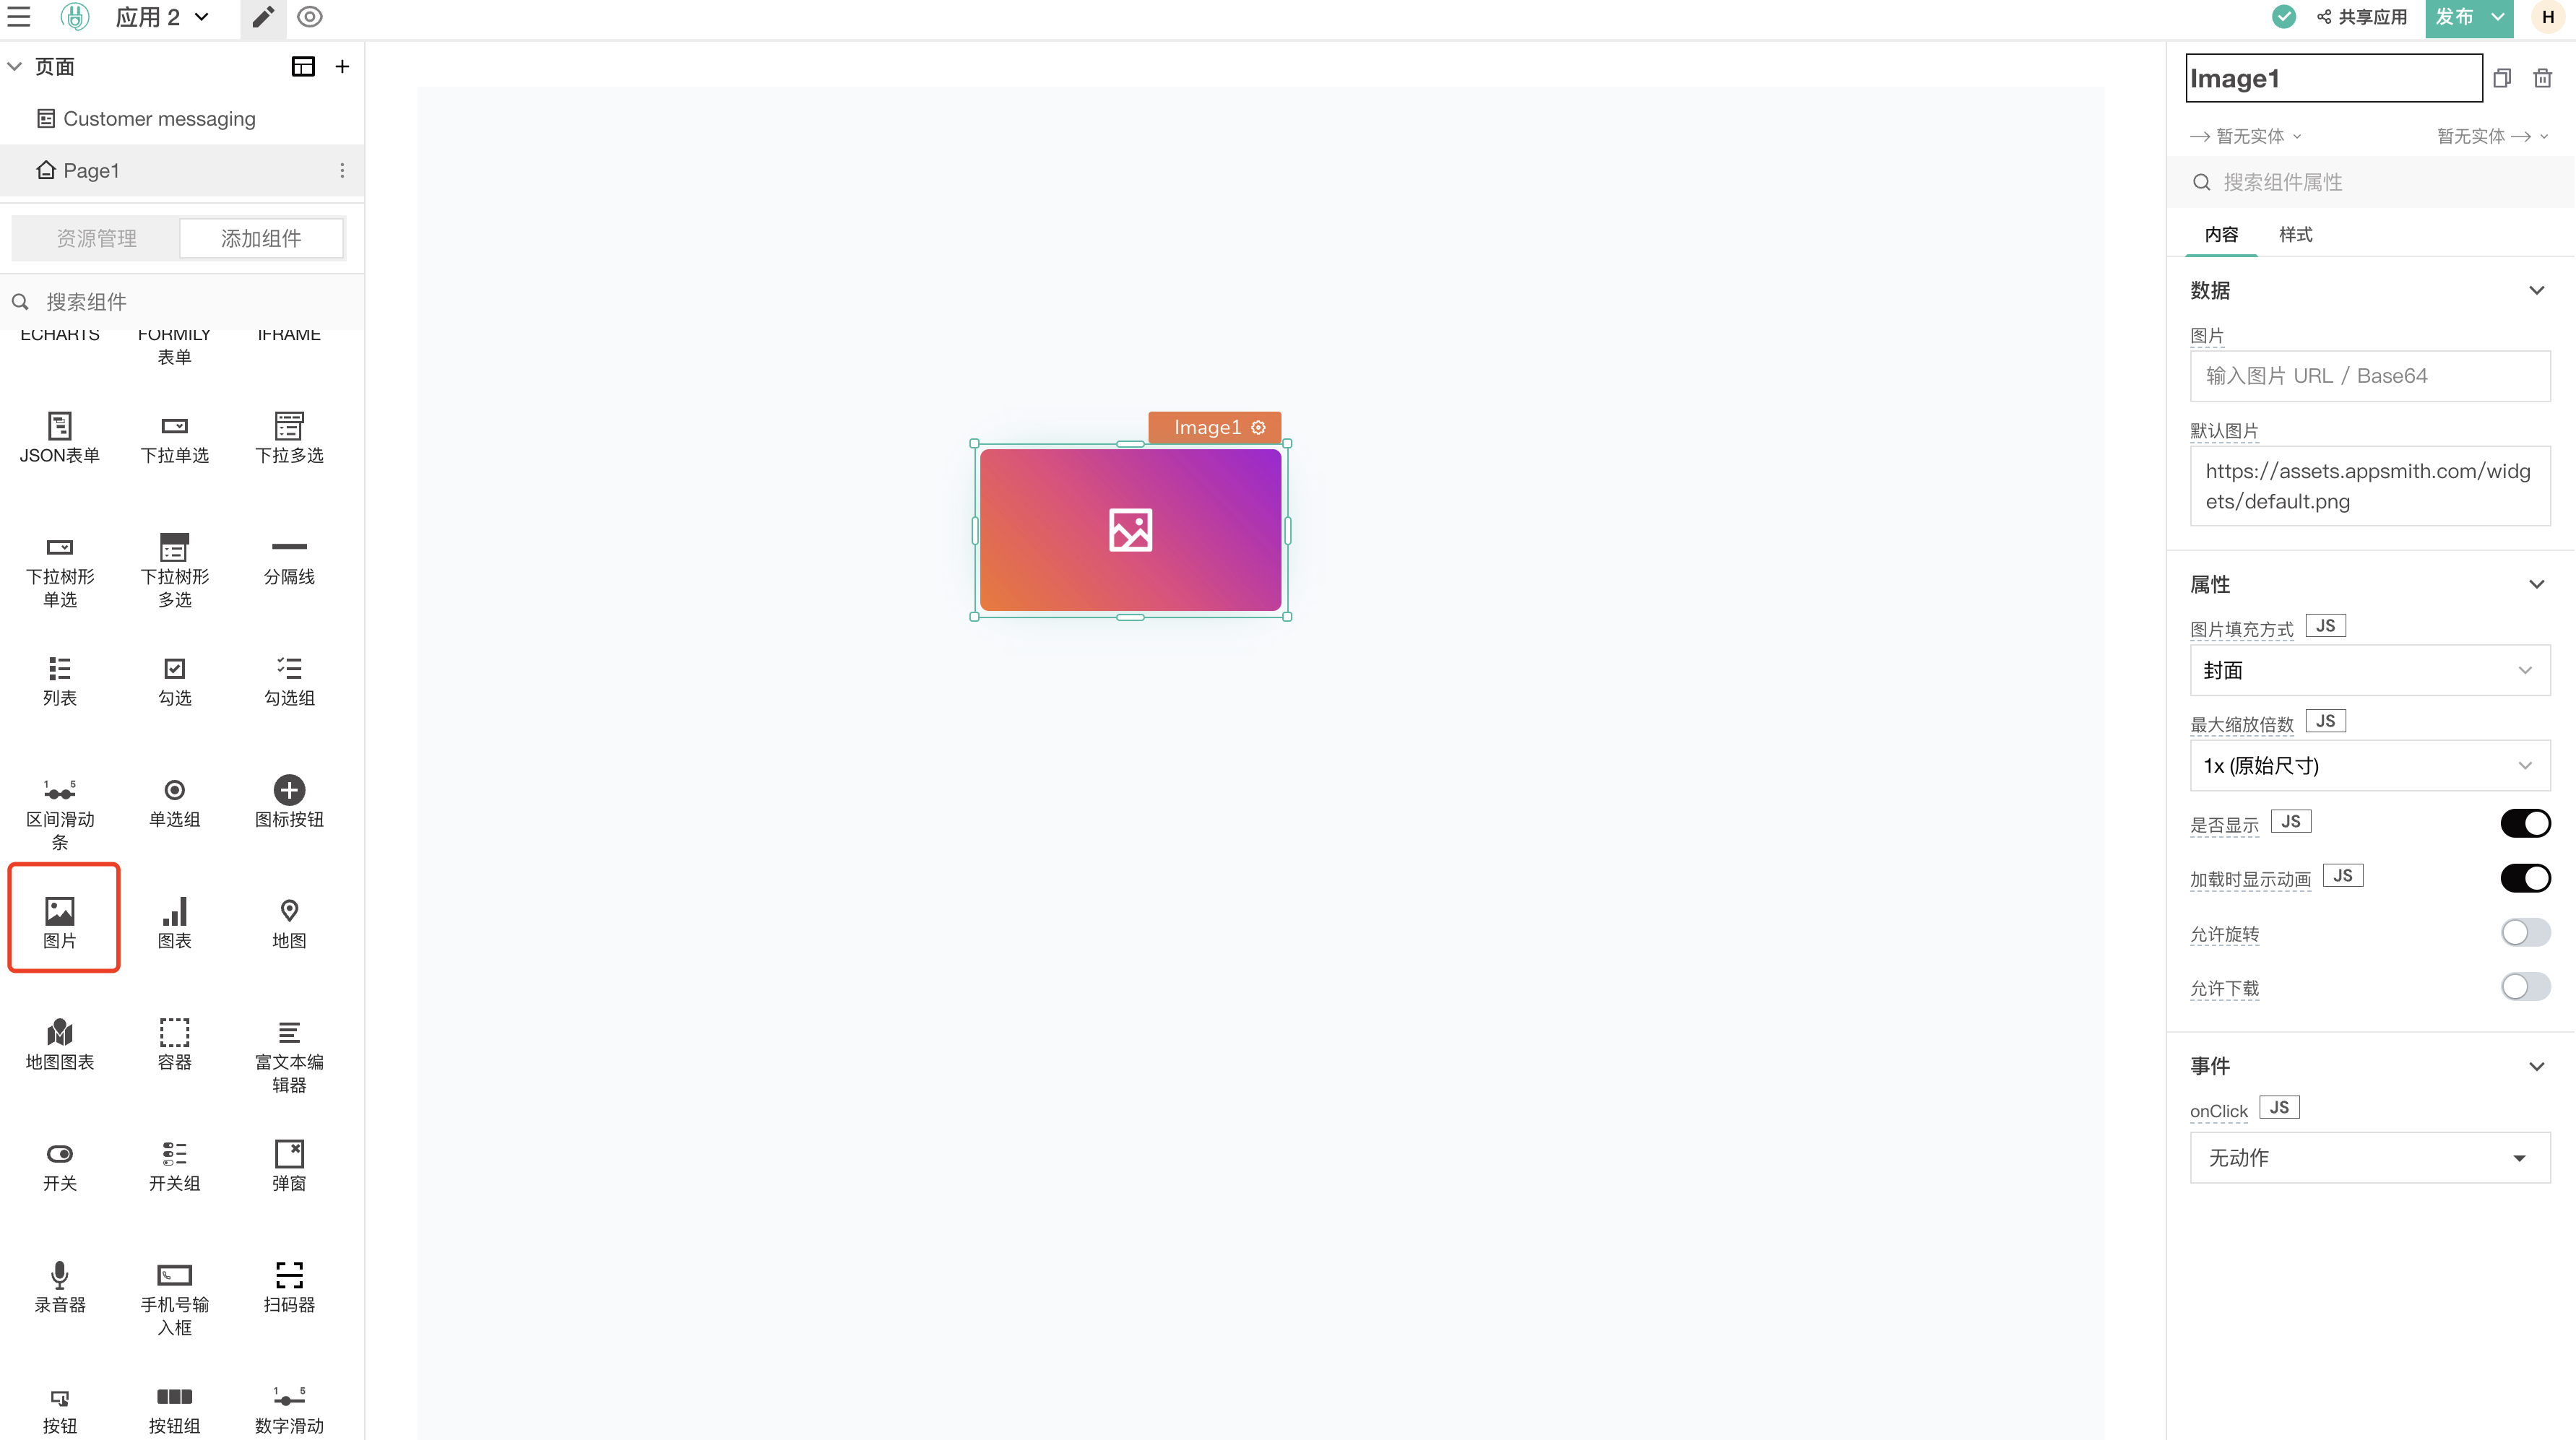 应用 2
共享应用
发布
H
页面
Customer messaging
Page1
资源管理
添加组件
搜索组件
ECHARTS
FORMILY
表单
IFRAME
JSON表单
下拉单选
下拉多选
下拉树形
单选
下拉树形
多选
分隔线
列表
勾选
勾选组
1 5
区间滑动
条
单选组
图标按钮
图片
图表
地图
地图图表
容器
富文本编
辑器
开关
开关组
弹窗
录音器
手机号输
入框
扫码器
按钮
按钮组
1 5
数字滑动
Image1
Image1
暂无实体
暂无实体
搜索组件属性
内容
样式
数据
图片
输入图片 URL / Base64
默认图片
https://assets.appsmith.com/widg
ets/default.png
属性
图片填充方式 JS
封面
最大缩放倍数 JS
1x (原始尺寸)
是否显示 JS
加载时显示动画 JS
允许旋转
允许下载
事件
onClick JS
无动作